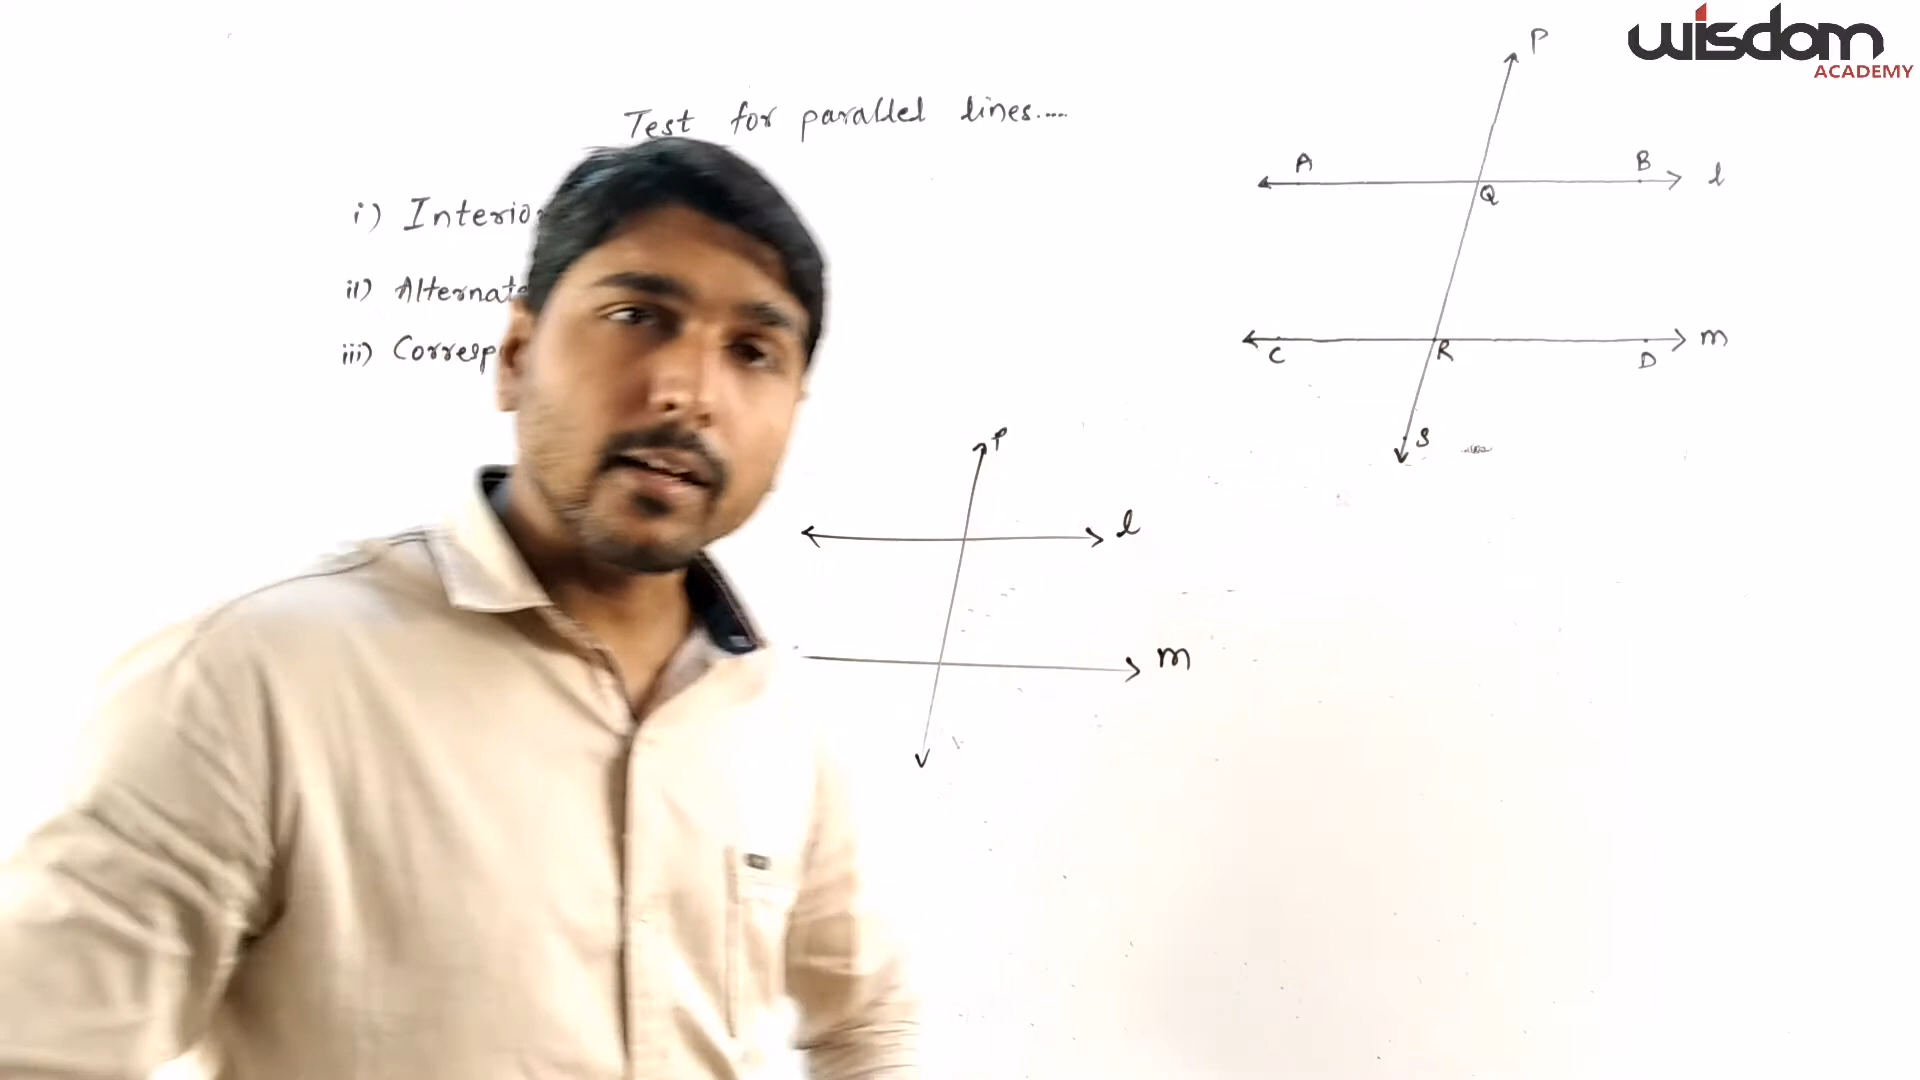 wisdom
ACADEMY
Test for parallel lines.....
i) Interio
ii) Alternate
iii) Corresp
P
A
B
l
Q
C
R
D
m
S
P
l
m